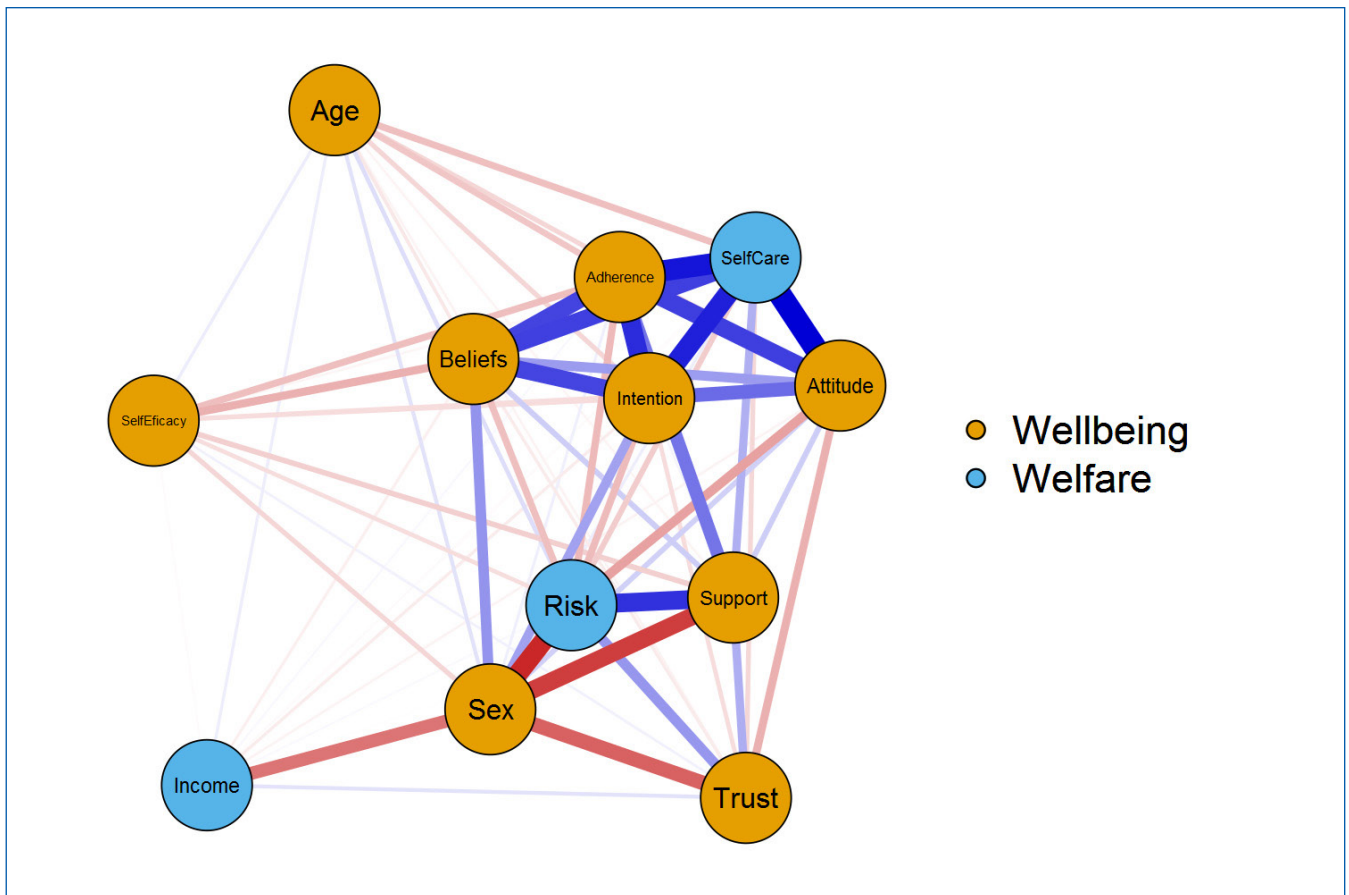 Age
SelfCare
Adherence
Beliefs
Attitude
Intention
SelfEficacy
Wellbeing
Welfare
Risk
Support
Sex
Income
Trust